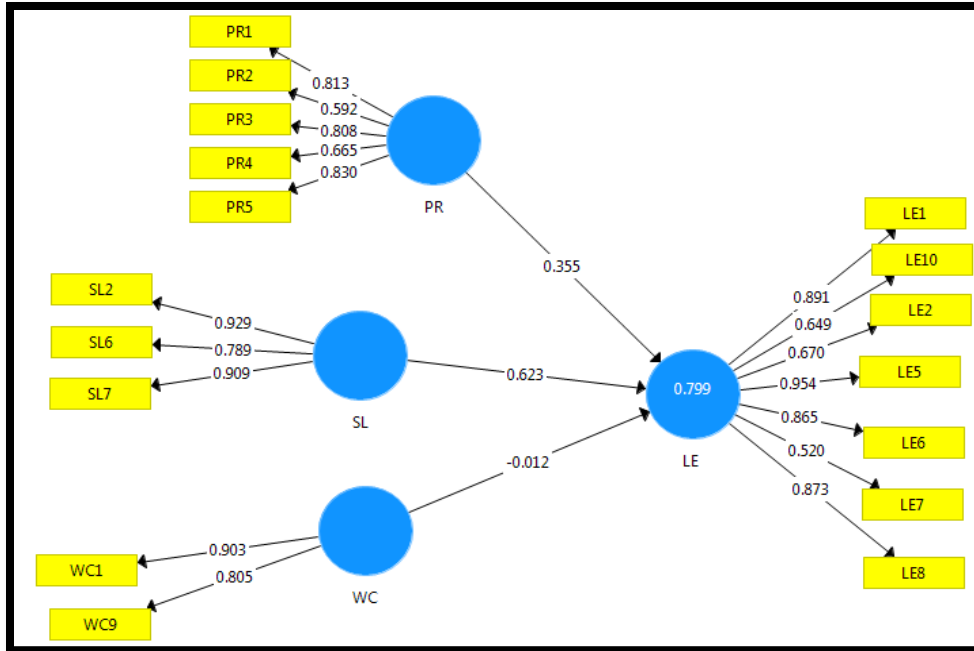 PR1
PR2
PR3
PR4
PR5
0.813
0.592
0.808
0.665
0.830
PR
0.355
SL2
SL6
SL7
0.929
0.789
0.909
SL
0.623
WC1
WC9
0.903
0.805
WC
-0.012
0.799
LE
0.891
0.649
0.670
0.954
0.865
0.520
0.873
LE1
LE10
LE2
LE5
LE6
LE7
LE8